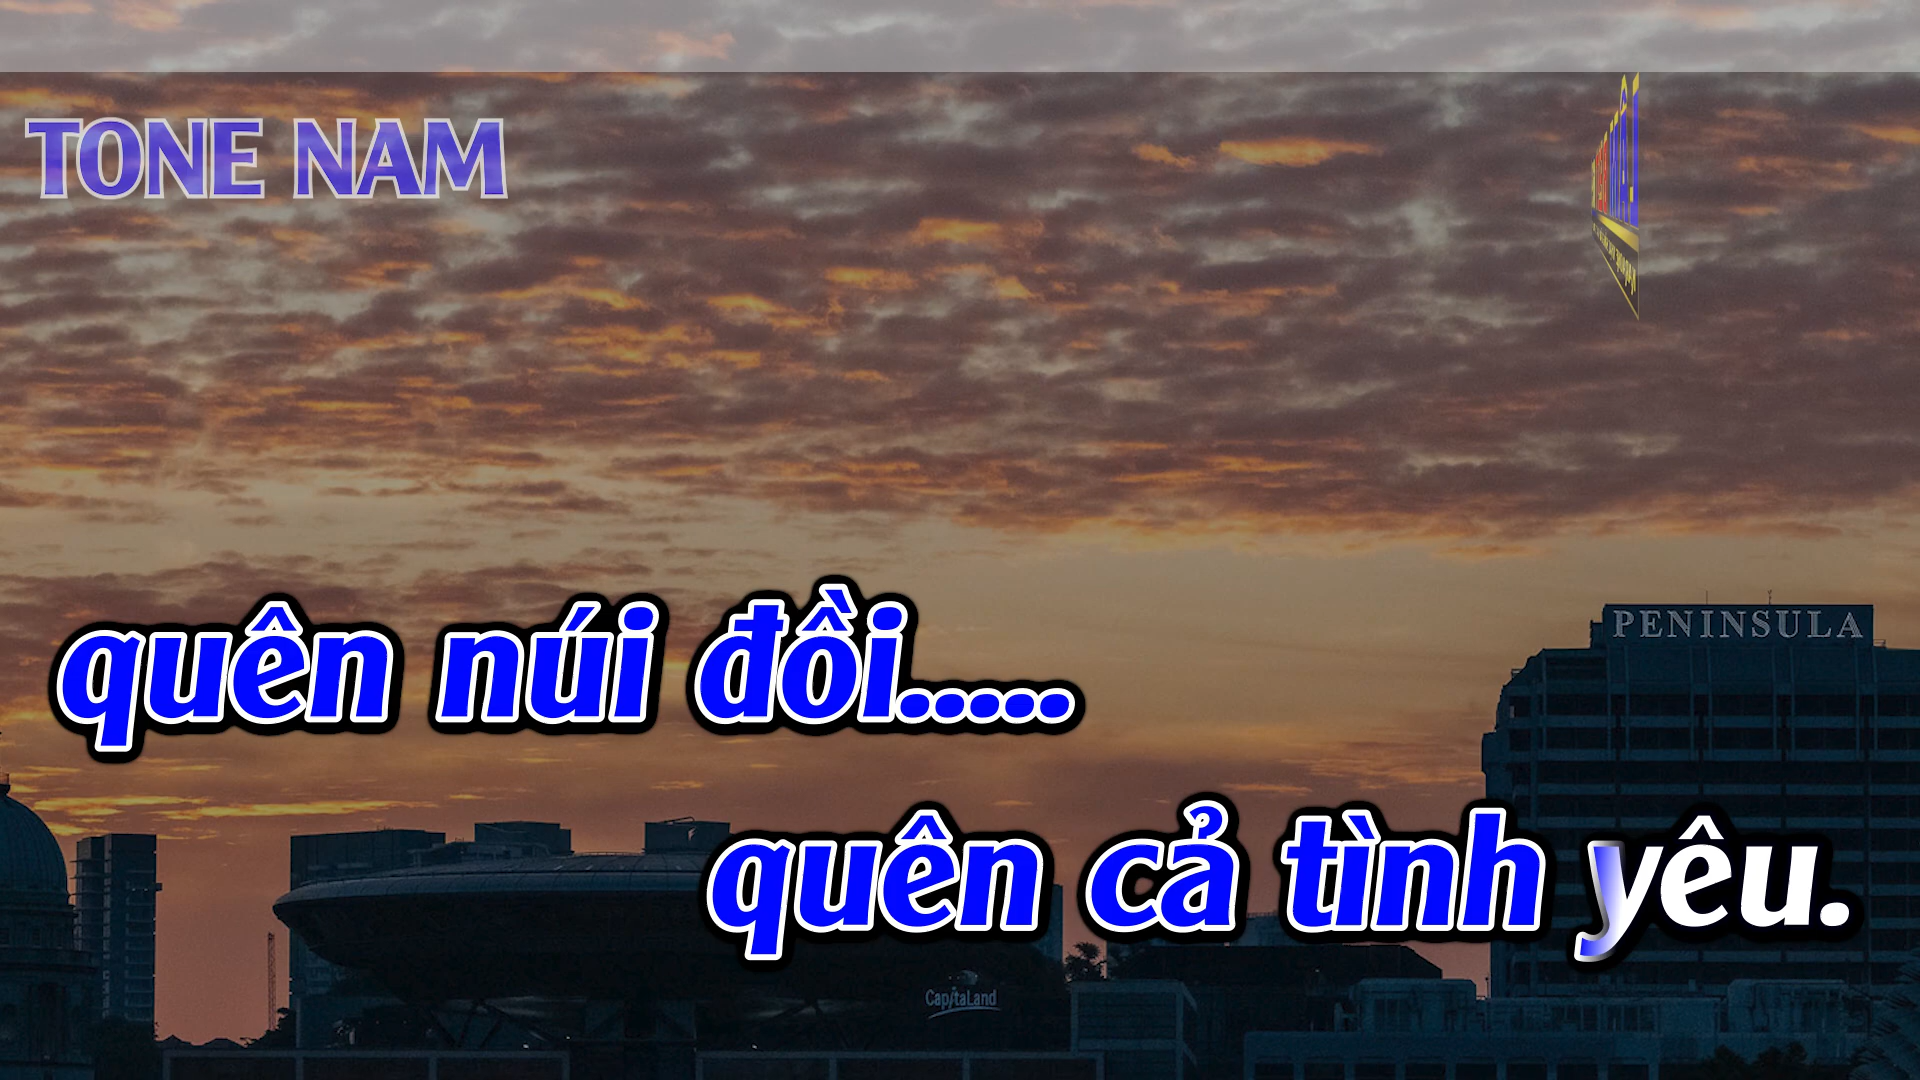 TONE NAM
quên núi đồi.....
PENINSULA
quên cả tình yêu.
CapitaLand